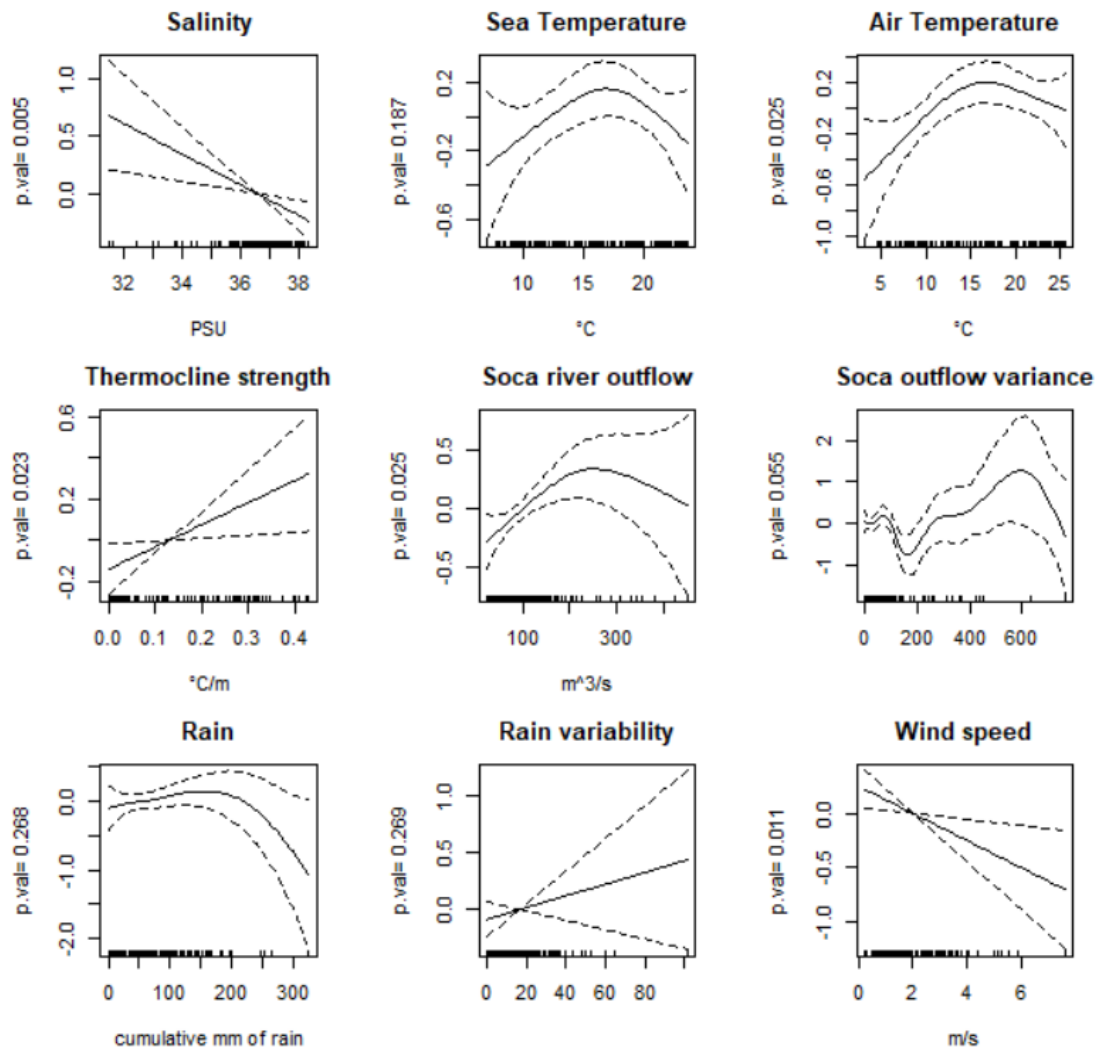 Salinity
p.val= 0.005
1.0
0.5
0.0
32 34 36 38
PSU
Sea Temperature
p.val= 0.187
0.2
-0.2
-0.6
10 15 20
°C
Air Temperature
p.val= 0.025
0.2
-0.2
-0.6
-1.0
5 10 15 20 25
°C
Thermocline strength
p.val= 0.023
0.6
0.2
-0.2
0.0 0.1 0.2 0.3 0.4
°C/m
Soca river outflow
p.val= 0.025
0.5
0.0
-0.5
100 300
m^3/s
Soca outflow variance
p.val= 0.055
2
1
0
-1
0 200 400 600
Rain
p.val= 0.268
0.0
-1.0
-2.0
0 100 200 300
cumulative mm of rain
Rain variability
p.val= 0.269
1.0
0.5
0.0
0 20 40 60 80
Wind speed
p.val= 0.011
0.0
-0.5
-1.0
0 2 4 6
m/s